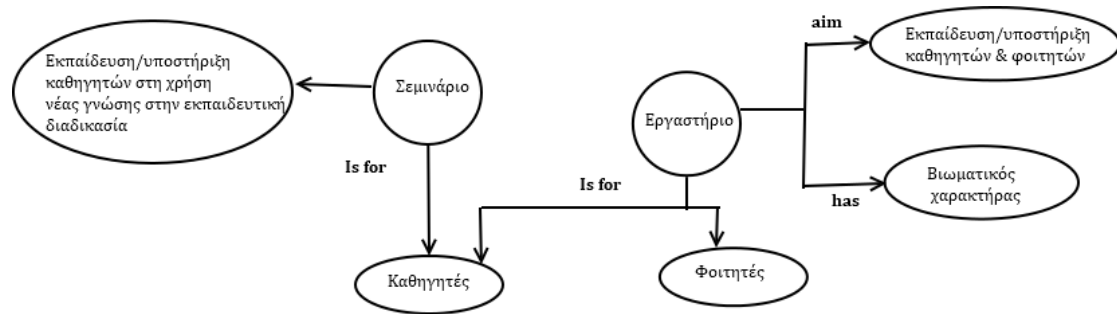 Εκπαίδευση/υποστήριξη
καθηγητών στη χρήση
νέας γνώσης στην εκπαιδευτική
διαδικασία
Σεμινάριο
Is for
Καθηγητές
Εργαστήριο
Is for
Φοιτητές
aim
Εκπαίδευση/υποστήριξη
καθηγητών & φοιτητών
has
Βιωματικός
χαρακτήρας